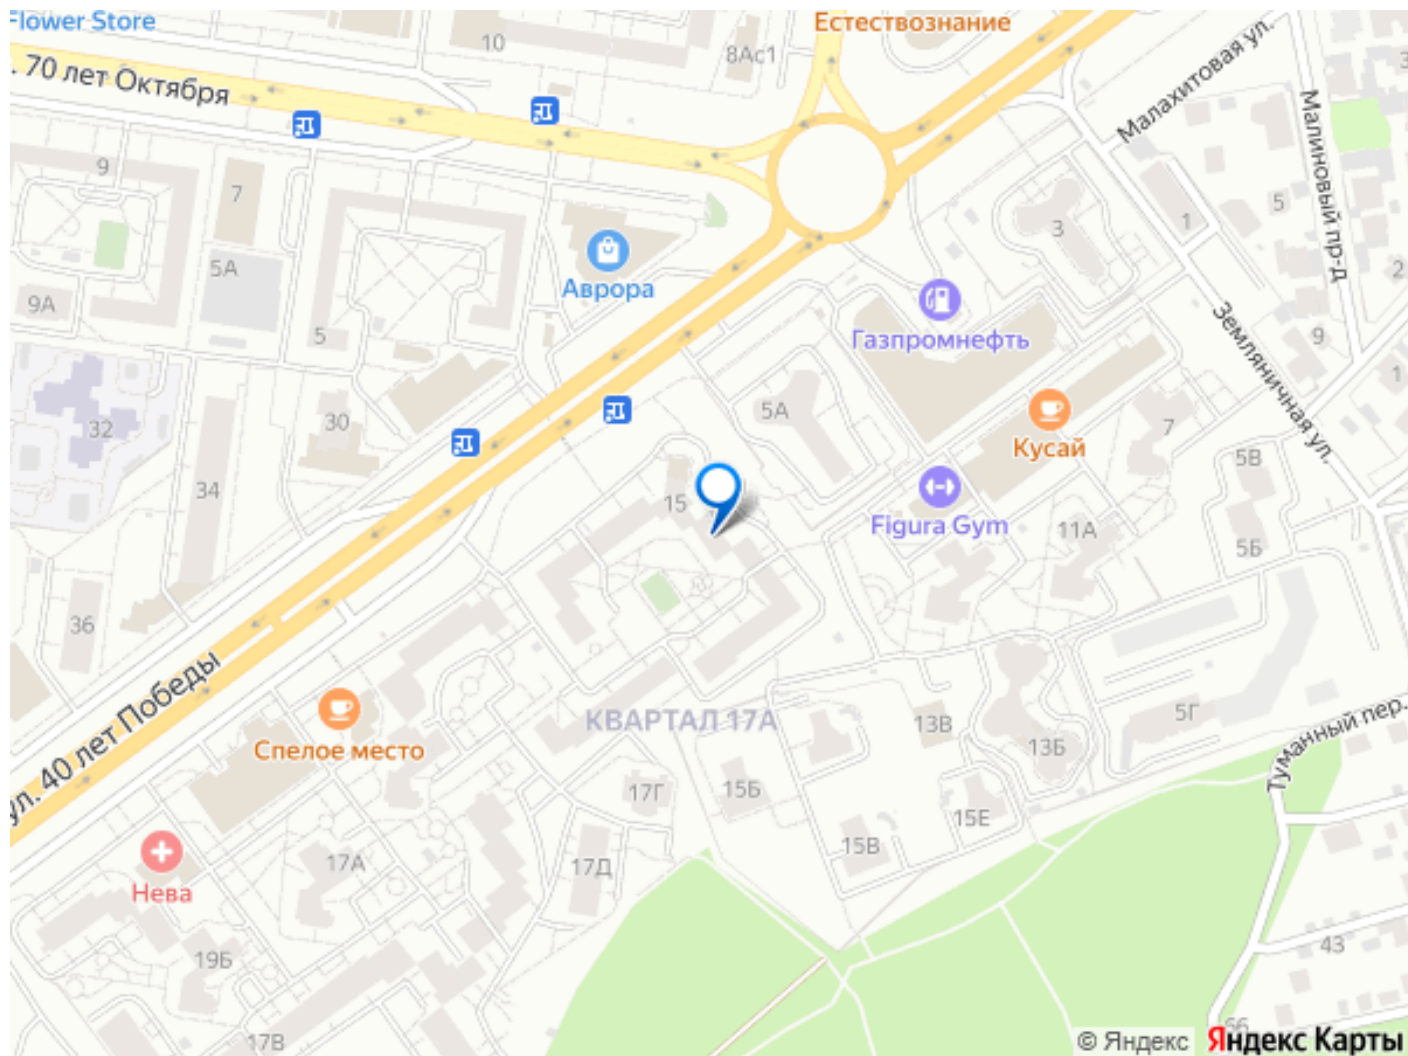 Flower Store
10
8Ас1
Естествознание
Малахитовая ул.
. 70 лет Октября
Малиновый пр-д
9
7
5А
9А
5
Аврора
3
1
5
2
9
1
Газпромнефть
Земляничная ул.
32
30
34
36
5А
Кусай
7
5В
15
Figura Gym
11А
5Б
ул. 40 лет Победы
Спелое место
КВАРТАЛ 17А
13В
13Б
5Г
Туманный пер.
17Г
15Б
15Е
15В
17А
17Д
Нева
19Б
17В
43
66
© Яндекс
Яндекс Карты